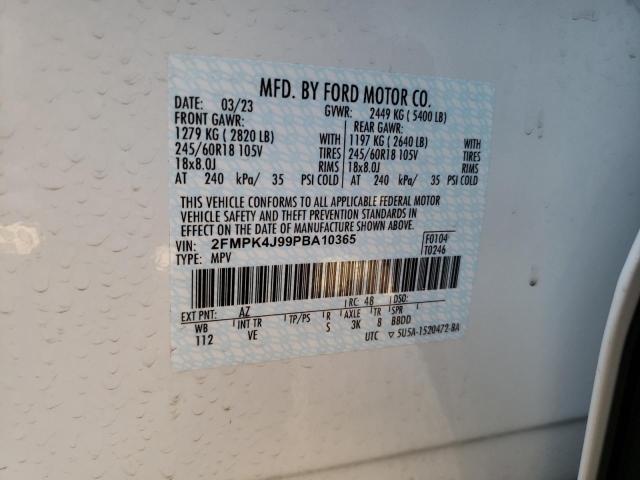 MFD. BY FORD MOTOR CO.
DATE: 03/23 GVWR: 2449 KG ( 5400 LB)
FRONT GAWR: REAR GAWR:
1279 KG ( 2820 LB) WITH 1197 KG ( 2640 LB) WITH
245/60R18 105V TIRES 245/60R18 105V TIRES
18x8.0J RIMS 18x8.0J RIMS
AT 240 kPa/ 35 PSI COLD AT 240 kPa/ 35 PSI COLD
THIS VEHICLE CONFORMS TO ALL APPLICABLE FEDERAL MOTOR
VEHICLE SAFETY AND THEFT PREVENTION STANDARDS IN
EFFECT ON THE DATE OF MANUFACTURE SHOWN ABOVE.
VIN: 2FMPK4J99PBA10365 F0104
TYPE: MPV T0246
EXT PNT: AZ RC: 48 DSO:
WB INT TR TP/PS R AXLE TR SPR
112 VE S 3K 8 BBDD
UTC ▽ 5U5A-1520472-BA